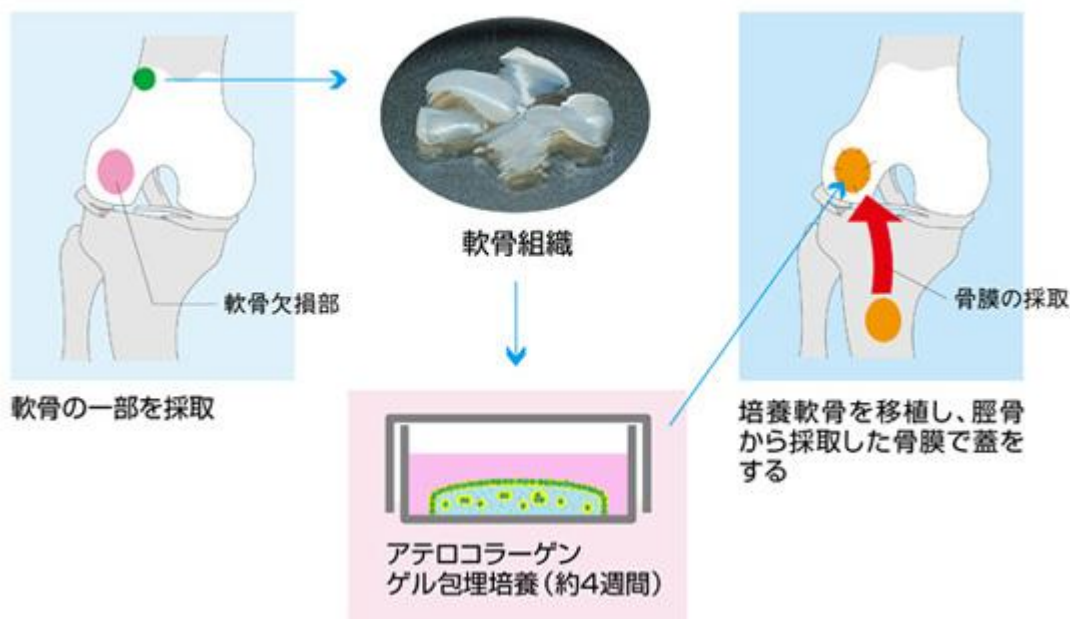 軟骨欠損部
軟骨の一部を採取
軟骨組織
アテロコラーゲン
ゲル包埋培養(約4週間)
骨膜の採取
培養軟骨を移植し、脛骨
から採取した骨膜で蓋を
する